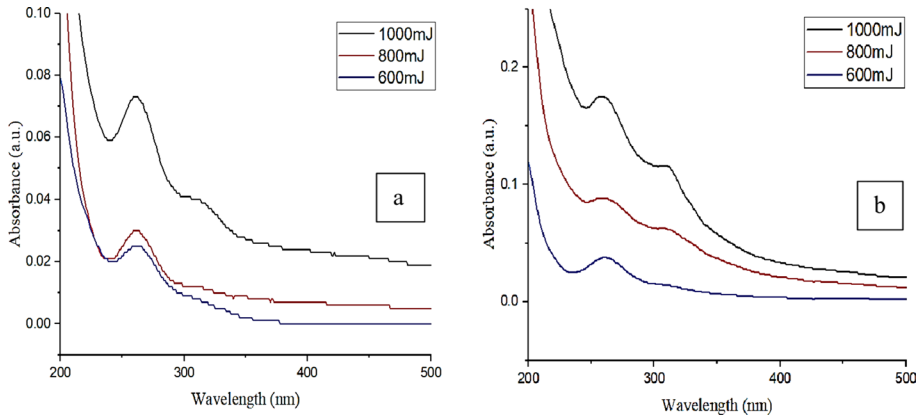 0.10
0.08
0.06
0.04
0.02
0.00
Absorbance (a.u.)
1000mJ
800mJ
600mJ
a
200
300
400
500
Wavelength (nm)
0.2
0.1
0.0
Absorbance (a.u.)
1000mJ
800mJ
600mJ
b
200
300
400
500
Wavelength (nm)